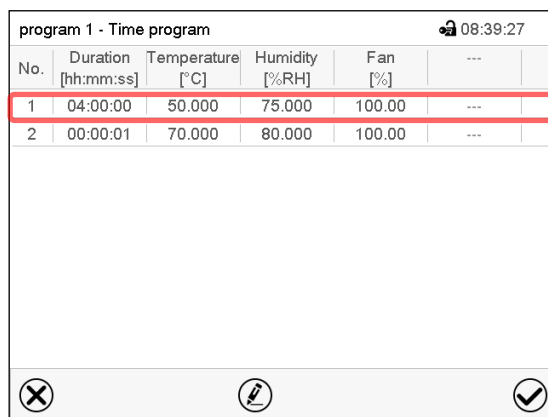 program 1 - Time program 08:39:27
No. Duration [hh:mm:ss] Temperature [°C] Humidity [%RH] Fan [%] ---
1 04:00:00 50.000 75.000 100.00 ---
2 00:00:01 70.000 80.000 100.00 ---